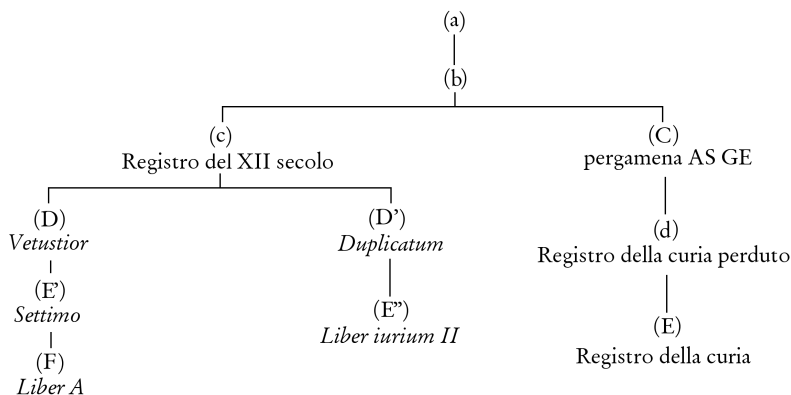 (a)
(b)
(c)
Registro del XII secolo
(C)
pergamena AS GE
(D)
Vetustior
(D’)
Duplicatum
(d)
Registro della curia perduto
(E’)
Settimo
(E”)
Liber iurium II
(E)
Registro della curia
(F)
Liber A